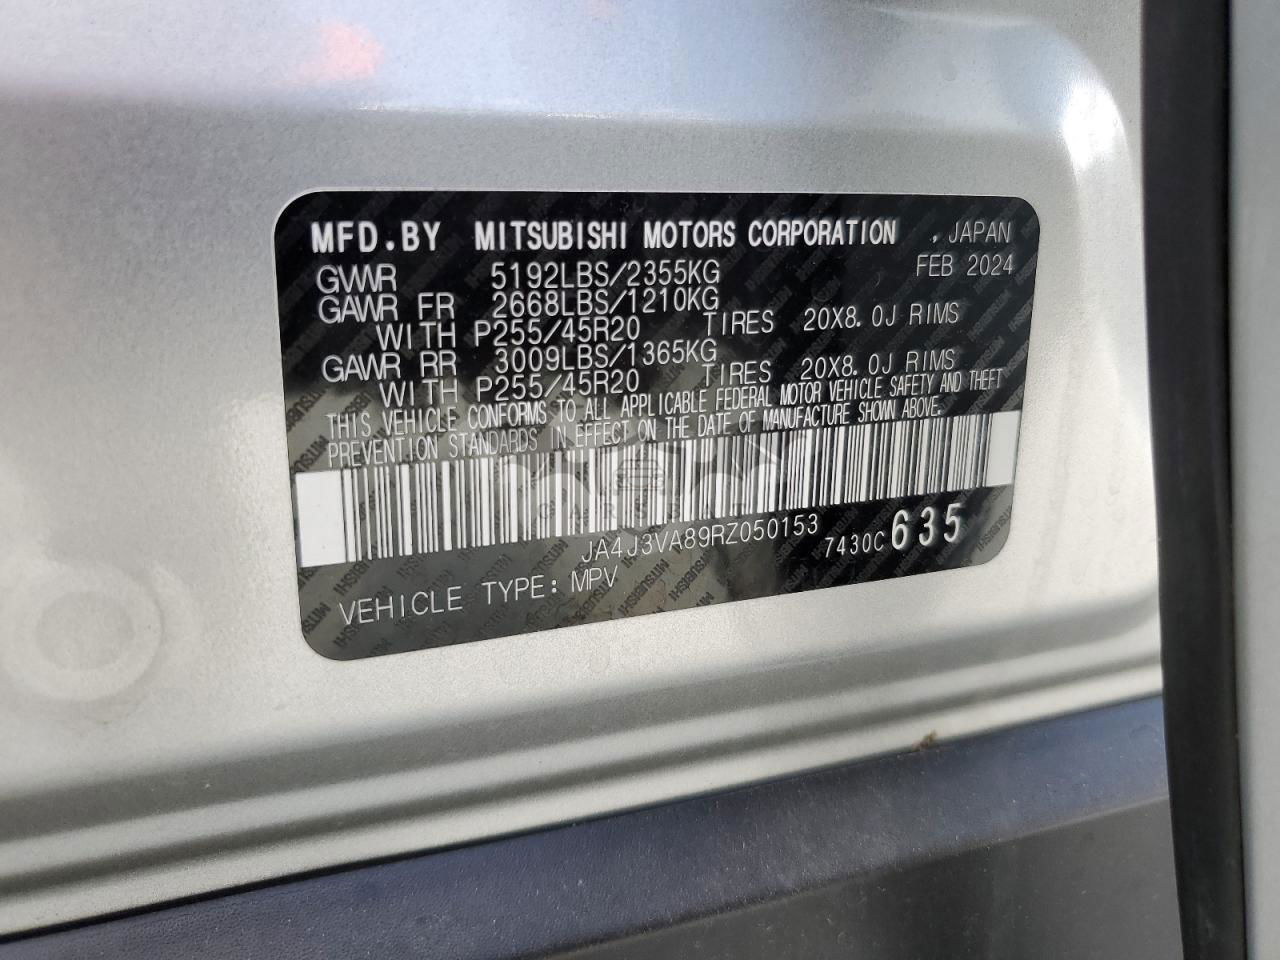 MFD.BY MITSUBISHI MOTORS CORPORATION , JAPAN
GVWR 5192LBS/2355KG FEB 2024
GAWR FR 2668LBS/1210KG
WITH P255/45R20 TIRES 20X8.0J RIMS
GAWR RR 3009LBS/1365KG
WITH P255/45R20 TIRES 20X8.0J RIMS
THIS VEHICLE CONFORMS TO ALL APPLICABLE FEDERAL MOTOR VEHICLE SAFETY AND THEFT
PREVENTION STANDARDS IN EFFECT ON THE DATE OF MANUFACTURE SHOWN ABOVE.
JA4J3VA89RZ050153 7430C 635
VEHICLE TYPE: MPV